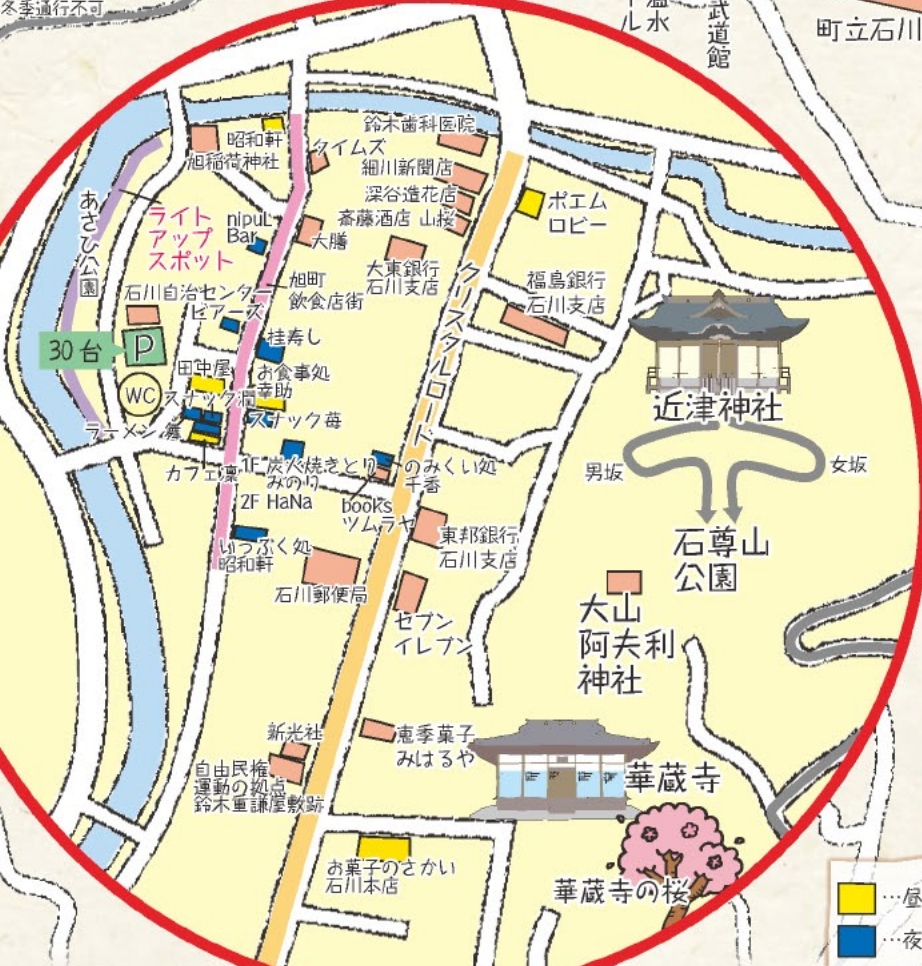 冬季通行不可
温水
武道館
町立石川
鈴木歯科医院
昭和軒
旭稲荷神社
タイムズ
細川新聞店
深谷造花店
斎藤酒店 山桜
ポエム
ロビー
あさひ公園
ライト
アップ
スポット
nipuL
Bar
大膳
大東銀行
石川支店
福島銀行
石川支店
クリスタルロード
旭町
飲食店街
石川自治センター
ビアーズ
桂寿し
30台
P
WC
田中屋
お食事処
幸助
スナック潤
スナック苺
ラーメン
カフェ凜
1F 炭火焼きとり
みのり
2F HaNa
のみくい処
千香
books
ツムラヤ
近津神社
男坂
女坂
石尊山
公園
いっぷく処
昭和軒
東邦銀行
石川支店
石川郵便局
セブン
イレブン
大山
阿夫利
神社
新光社
季菓子
みはるや
自由民権
運動の拠点
鈴木重謙屋敷跡
華蔵寺
お菓子のさかい
石川本店
華蔵寺の桜
…昼
…夜